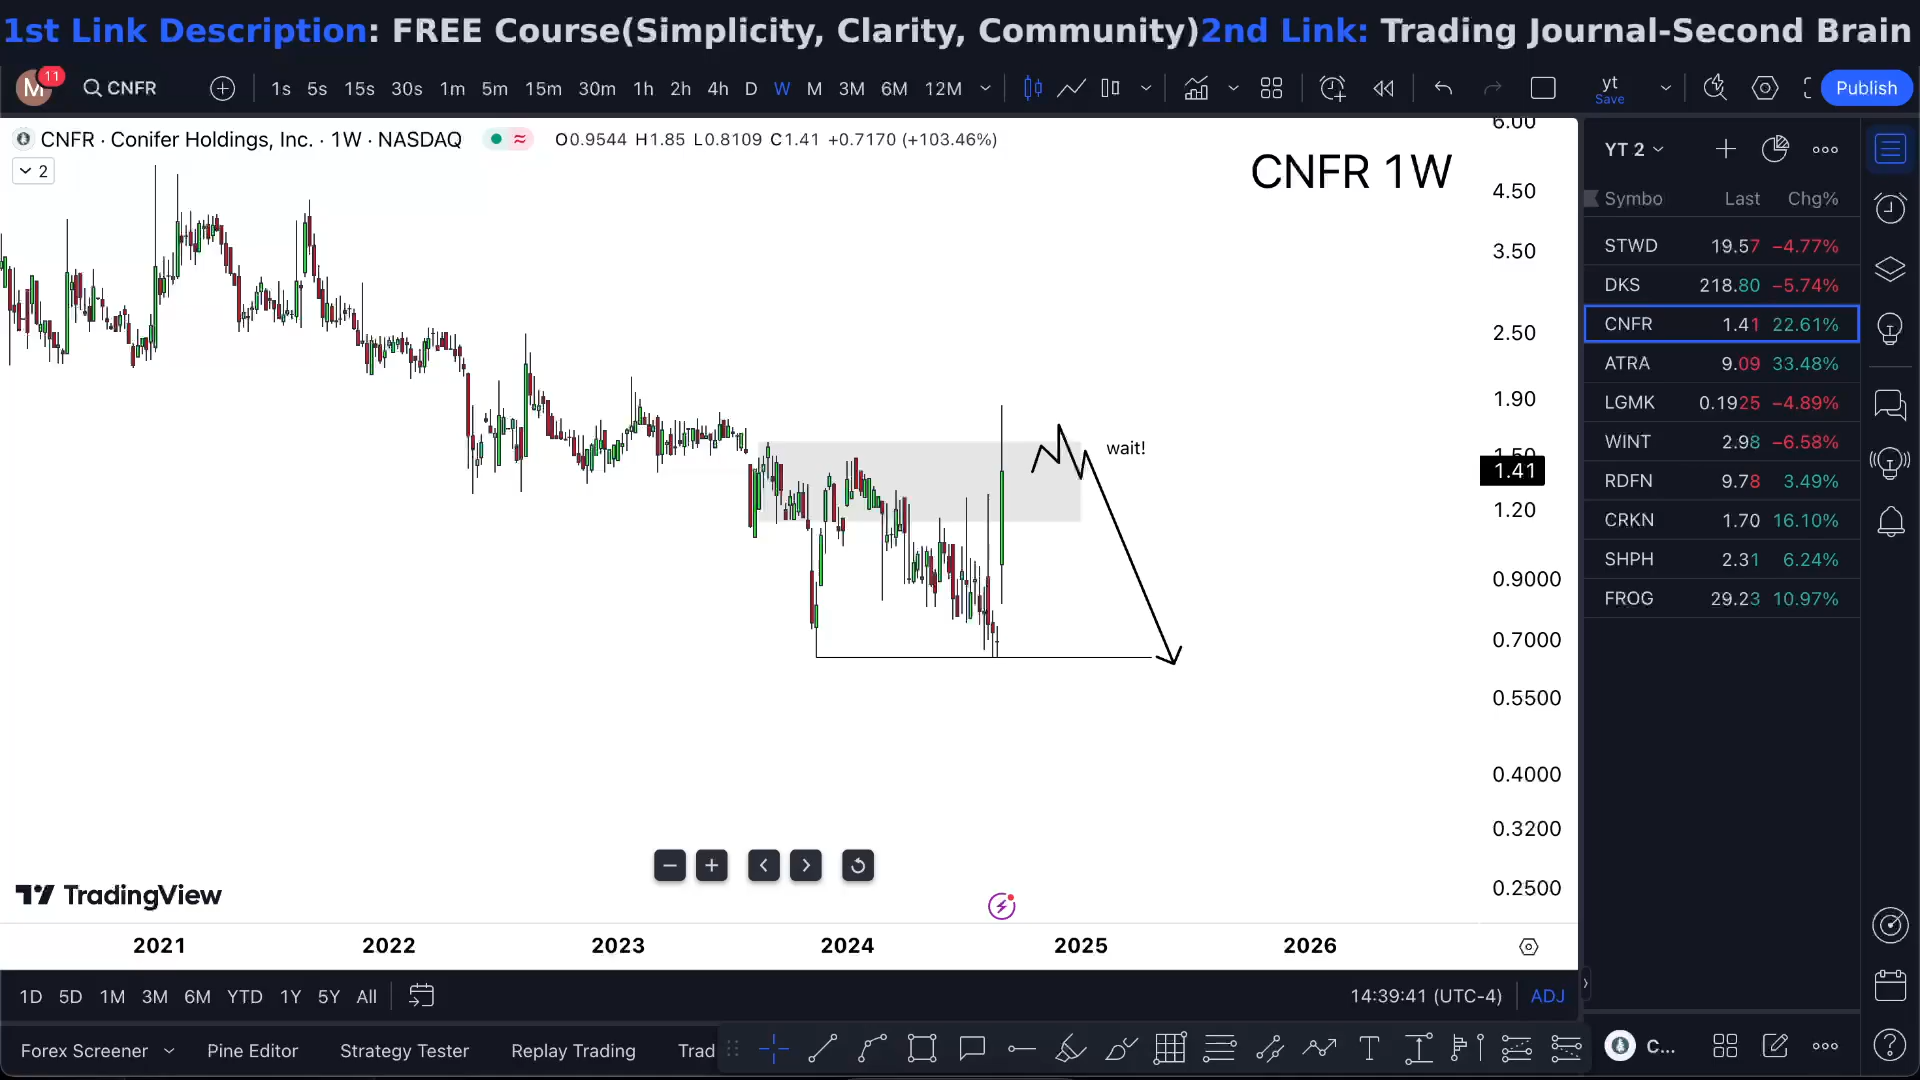 1st Link Description: FREE Course(Simplicity, Clarity, Community)2nd Link: Trading Journal-Second Brain
M 11 CNFR 1s 5s 15s 30s 1m 5m 15m 30m 1h 2h 4h D W M 3M 6M 12M yt Save Publish
CNFR · Conifer Holdings, Inc. · 1W · NASDAQ O0.9544 H1.85 L0.8109 C1.41 +0.7170 (+103.46%)
2
CNFR 1W
wait!
6.00
4.50
3.50
2.50
1.90
1.50
1.41
1.20
0.9000
0.7000
0.5500
0.4000
0.3200
0.2500
TradingView
2021 2022 2023 2024 2025 2026
1D 5D 1M 3M 6M YTD 1Y 5Y All 14:39:41 (UTC-4) ADJ
Forex Screener Pine Editor Strategy Tester Replay Trading Trad
YT 2
Symbo Last Chg%
STWD 19.57 −4.77%
DKS 218.80 −5.74%
CNFR 1.41 22.61%
ATRA 9.09 33.48%
LGMK 0.1925 −4.89%
WINT 2.98 −6.58%
RDFN 9.78 3.49%
CRKN 1.70 16.10%
SHPH 2.31 6.24%
FROG 29.23 10.97%
C...